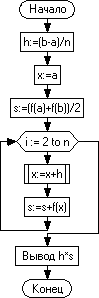 Начало
h:=(b-a)/n
x:=a
s:=(f(a)+f(b))/2
i := 2 to n
x:=x+h
s:=s+f(x)
Вывод h*s
Конец